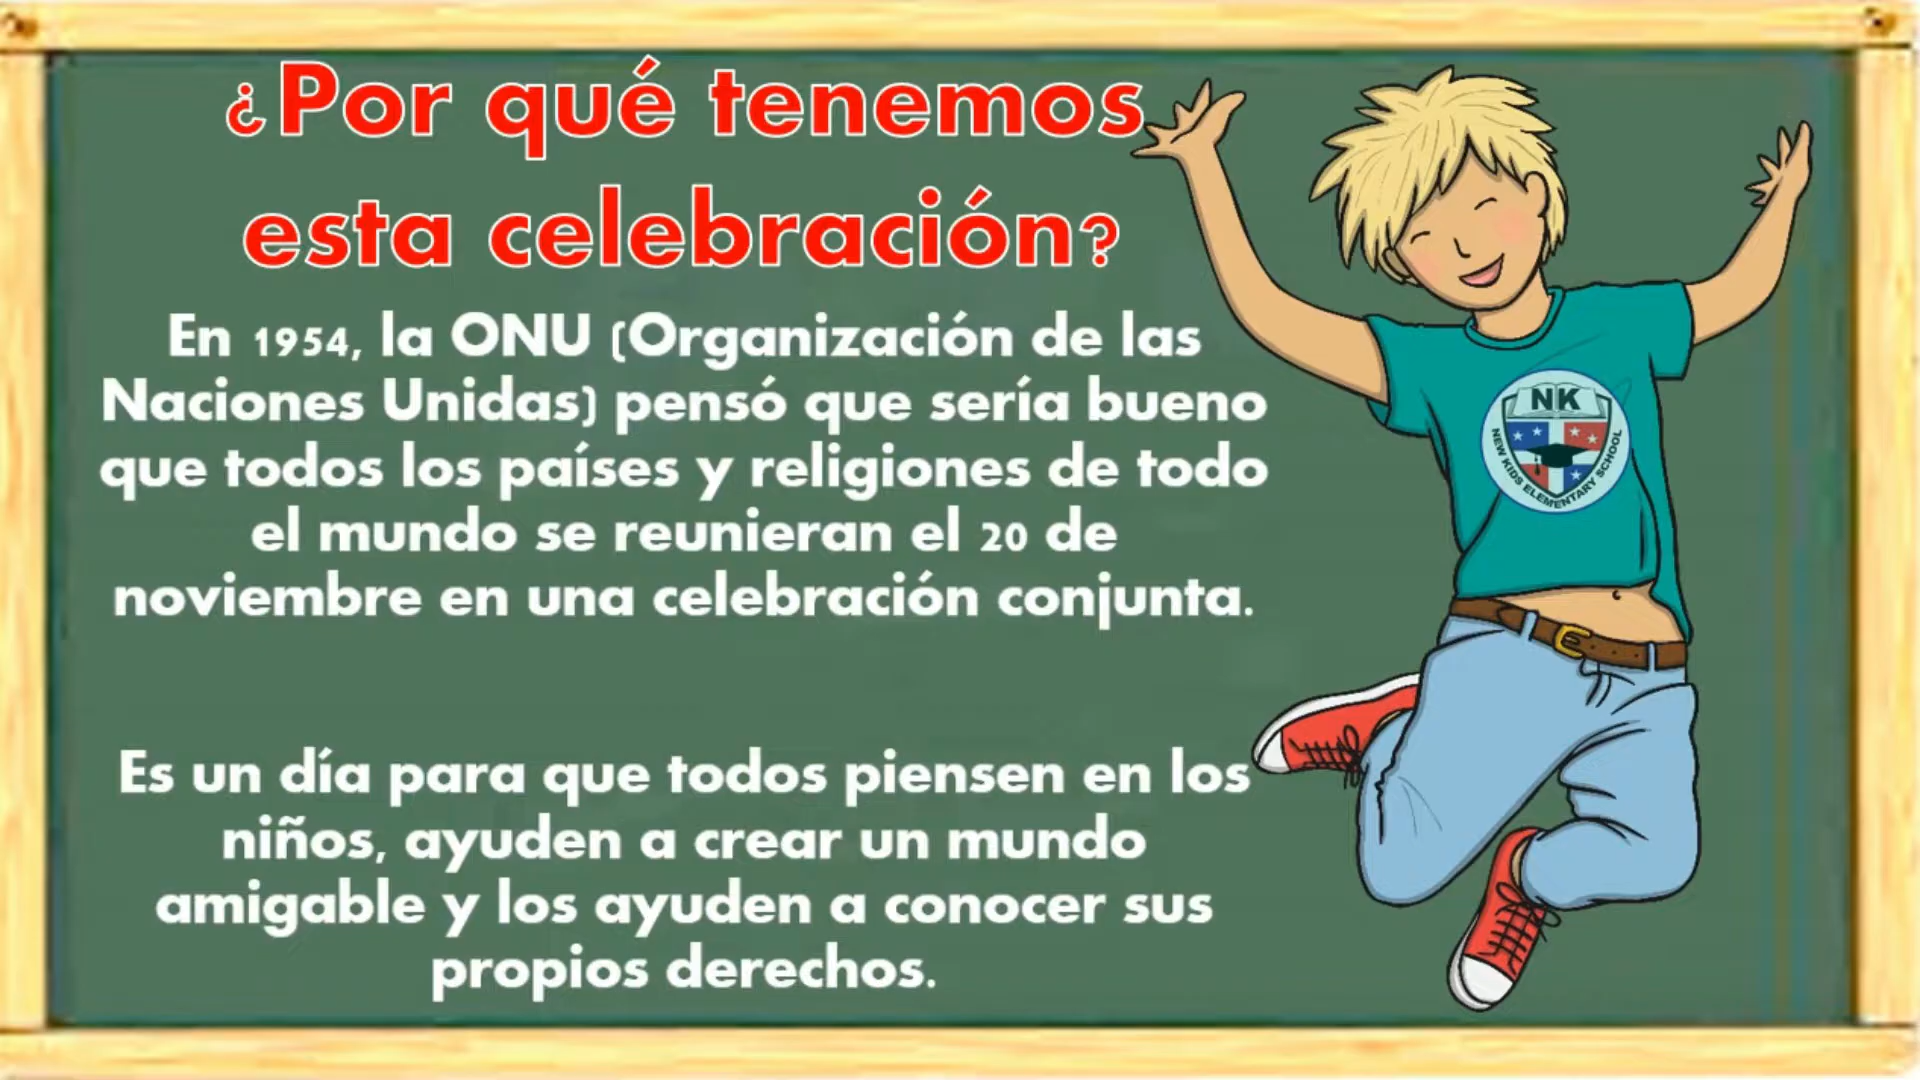 ¿Por qué tenemos
esta celebración?
En 1954, la ONU (Organización de las
Naciones Unidas) pensó que sería bueno
que todos los países y religiones de todo
el mundo se reunieran el 20 de
noviembre en una celebración conjunta.
Es un día para que todos piensen en los
niños, ayuden a crear un mundo
amigable y los ayuden a conocer sus
propios derechos.
NK
NEW KIDS ELEMENTARY SCHOOL